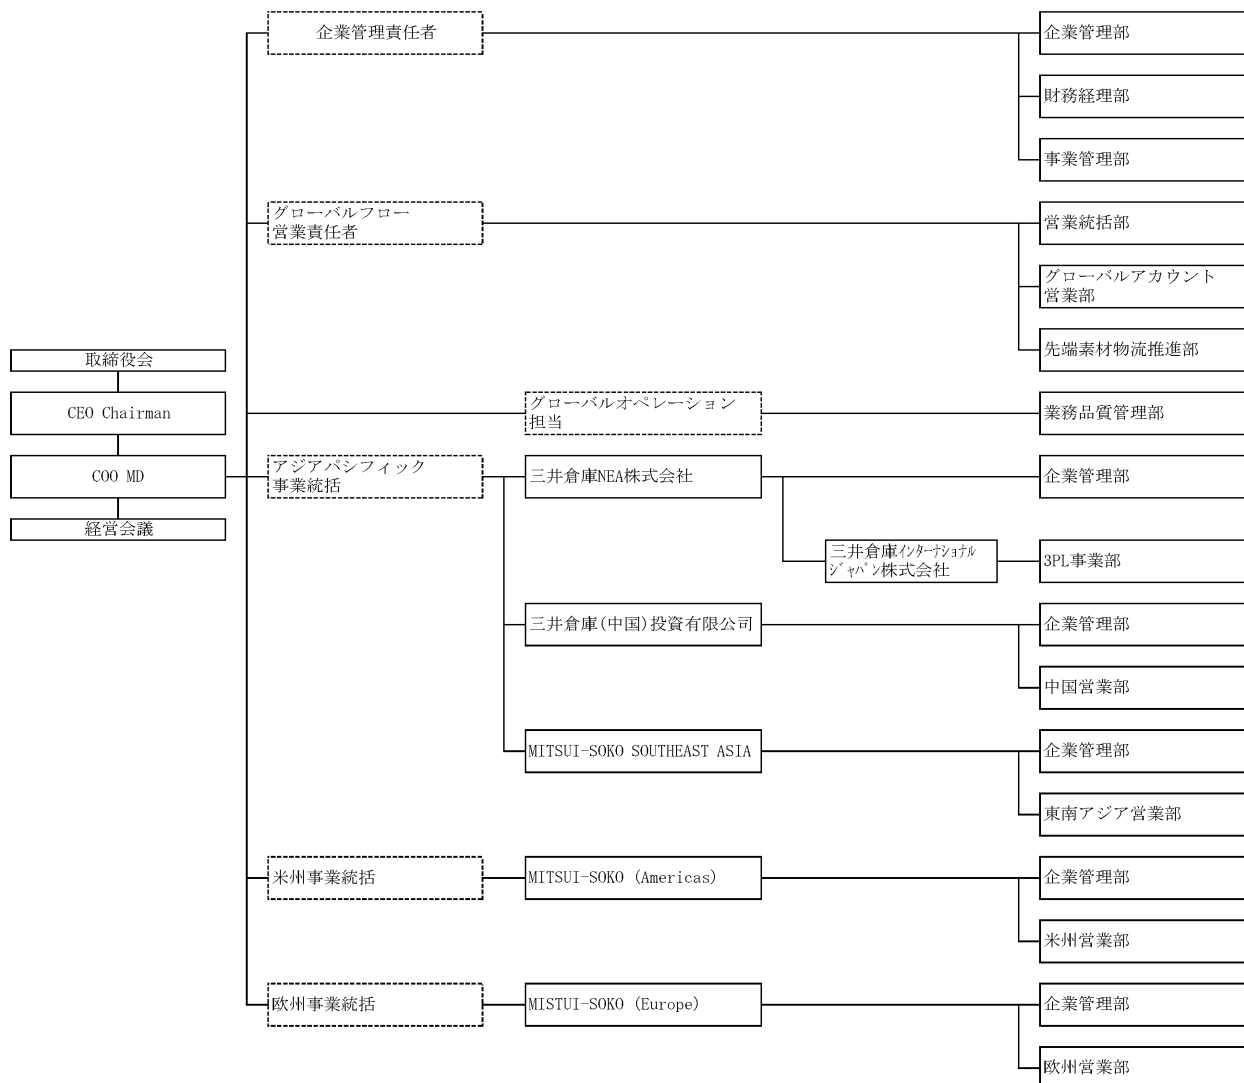 企業管理責任者
企業管理部
財務経理部
事業管理部
グローバルフロー
営業責任者
営業統括部
グローバルアカウント
営業部
先端素材物流推進部
取締役会
CEO Chairman
グローバルオペレーション
担当
業務品質管理部
COO MD
アジアパシフィック
事業統括
三井倉庫NEA株式会社
企業管理部
経営会議
三井倉庫ｲﾝﾀｰﾅｼｮﾅﾙ
ｼﾞｬﾊﾟﾝ株式会社
3PL事業部
三井倉庫(中国)投資有限公司
企業管理部
中国営業部
MITSUI-SOKO SOUTHEAST ASIA
企業管理部
東南アジア営業部
米州事業統括
MITSUI-SOKO (Americas)
企業管理部
米州営業部
欧州事業統括
MISTUI-SOKO (Europe)
企業管理部
欧州営業部